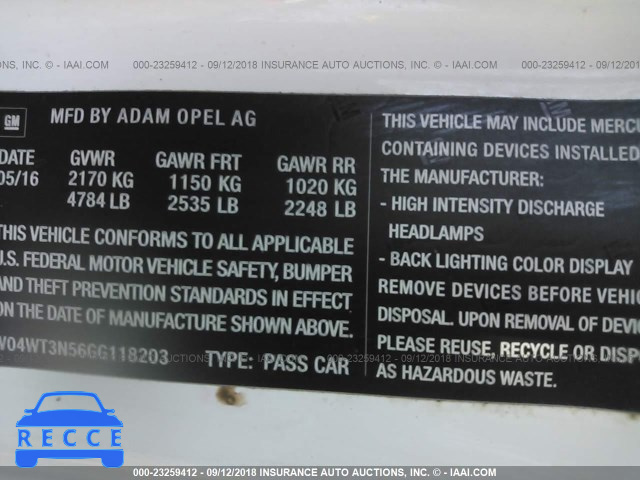 000-23259412 - 09/12/2018 INSURANCE AUTO AUCTIONS, INC. © - IAAI.COM
GM
MFD BY ADAM OPEL AG
DATE GVWR GAWR FRT GAWR RR
05/16 2170 KG 1150 KG 1020 KG
4784 LB 2535 LB 2248 LB
THIS VEHICLE CONFORMS TO ALL APPLICABLE
U.S. FEDERAL MOTOR VEHICLE SAFETY, BUMPER
AND THEFT PREVENTION STANDARDS IN EFFECT
ON THE DATE OF MANUFACTURE SHOWN ABOVE.
W04WT3N56GG118203 TYPE: PASS CAR
THIS VEHICLE MAY INCLUDE MERC
CONTAINING DEVICES INSTALLED
THE MANUFACTURER:
- HIGH INTENSITY DISCHARGE
HEADLAMPS
- BACK LIGHTING COLOR DISPLAY
REMOVE DEVICES BEFORE VEHI
DISPOSAL. UPON REMOVAL OF DEVI
PLEASE REUSE, RECYCLE OR DISP
AS HAZARDOUS WASTE.
RECCE
000-23259412 - 09/12/2018 INSURANCE AUTO AUCTIONS, INC. © - IAAI.COM